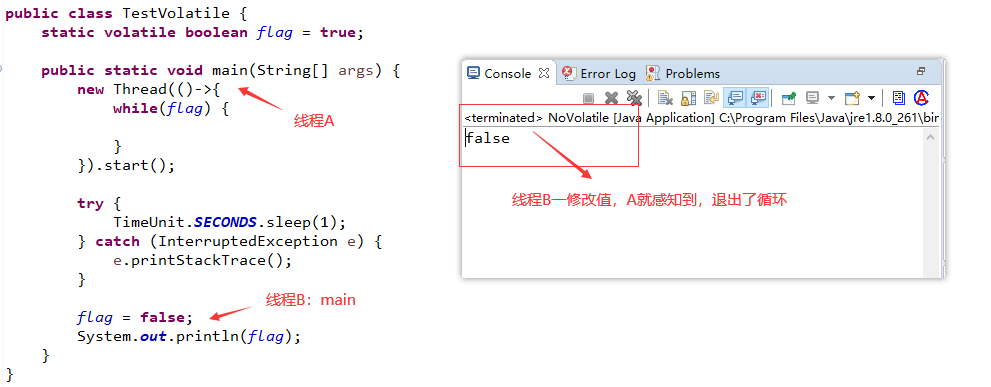 public class TestVolatile {
static volatile boolean flag = true;
public static void main(String[] args) {
new Thread(()->{
while(flag) {
}
}).start();
try {
TimeUnit.SECONDS.sleep(1);
} catch (InterruptedException e) {
e.printStackTrace();
}
flag = false;
System.out.println(flag);
}
}
线程A
线程B：main
Console
Error Log
Problems
<terminated> NoVolatile [Java Application] C:\Program Files\Java\jre1.8.0_261\bin
false
线程B一修改值，A就感知到，退出了循环